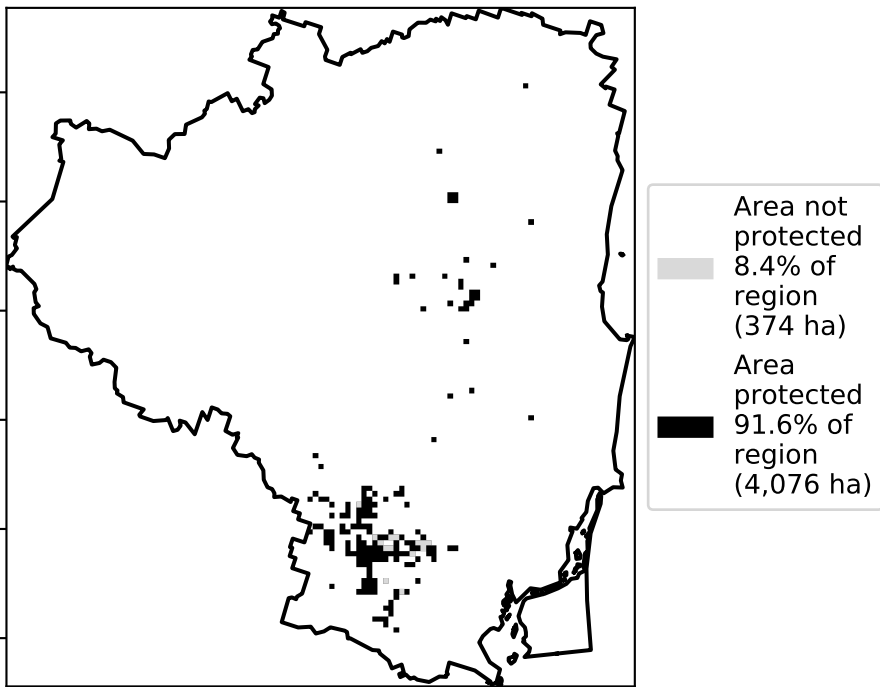 Area not
protected
8.4% of
region
(374 ha)
Area
protected
91.6% of
region
(4,076 ha)